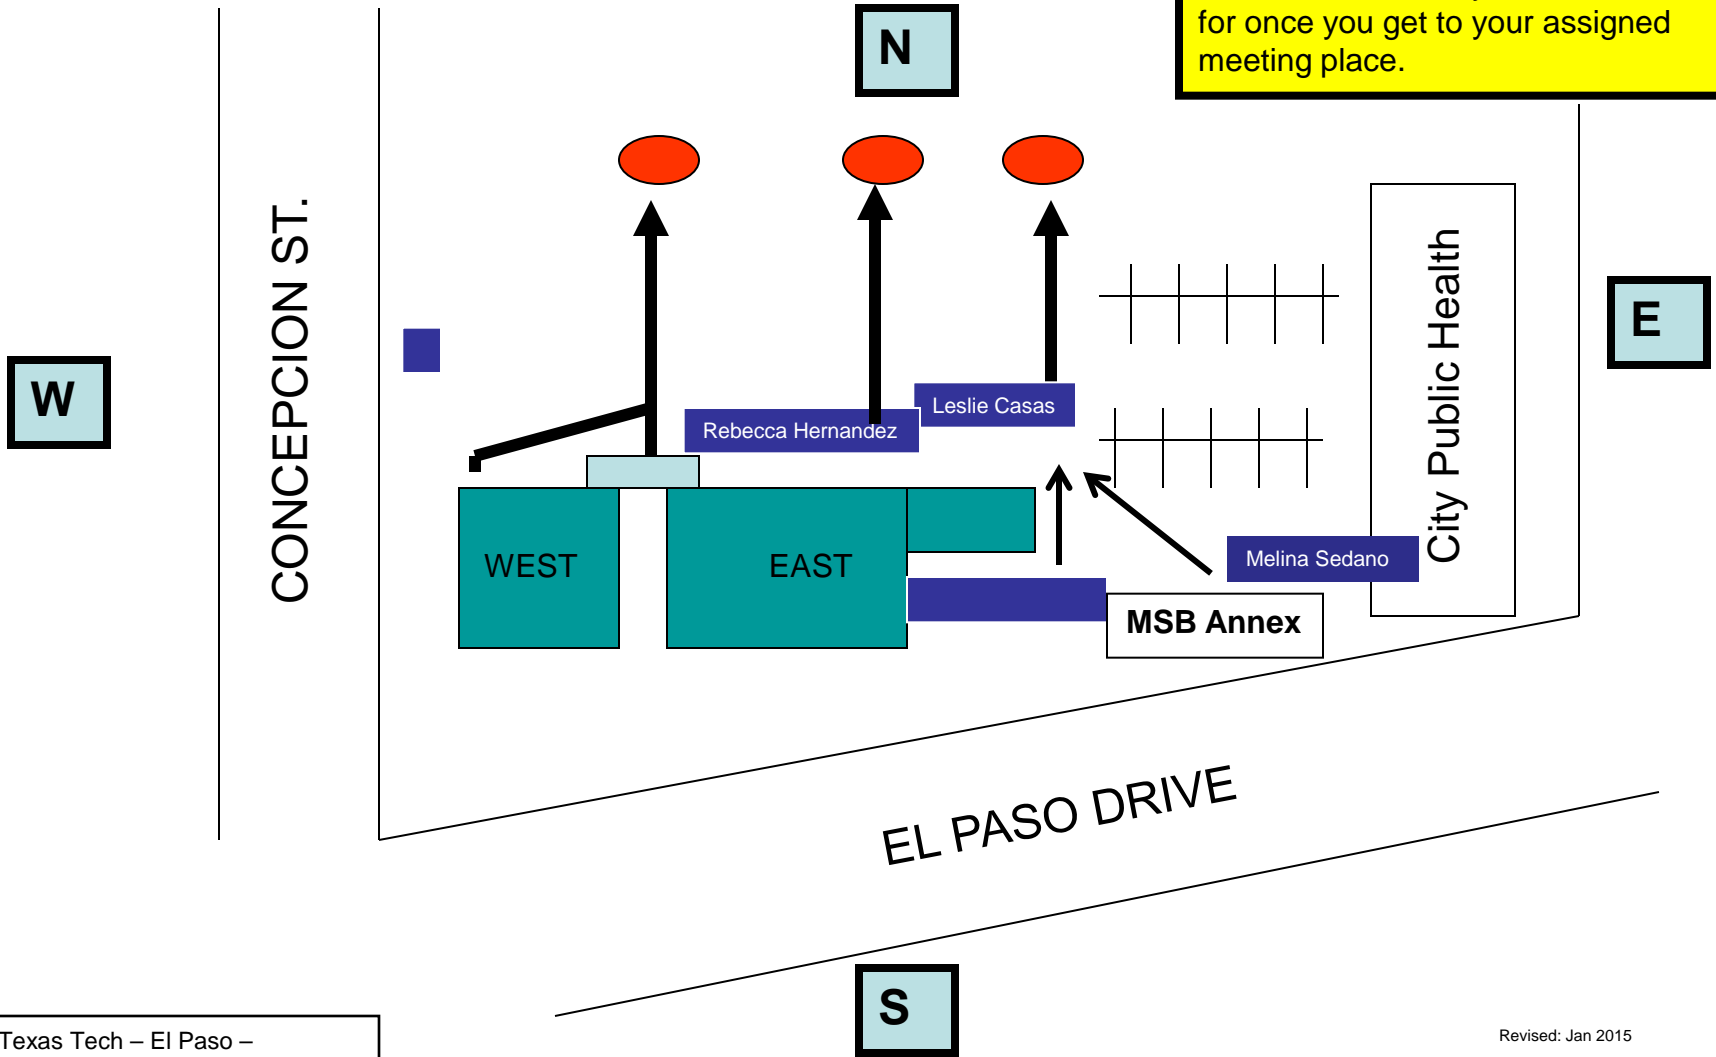 for once you get to your assigned
meeting place.
N
CONCEPCION ST.
City Public Health
E
W
Leslie Casas
Rebecca Hernandez
WEST
EAST
Melina Sedano
MSB Annex
EL PASO DRIVE
S
Texas Tech – El Paso –
Revised: Jan 2015